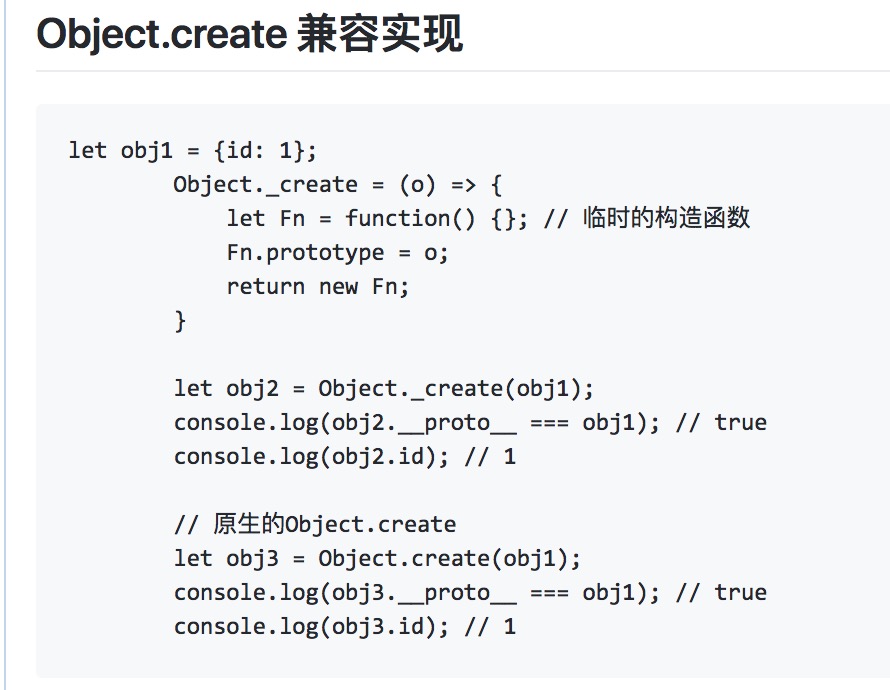 Object.create 兼容实现
let obj1 = {id: 1};
        Object._create = (o) => {
            let Fn = function() {}; // 临时的构造函数
            Fn.prototype = o;
            return new Fn;
        }

        let obj2 = Object._create(obj1);
        console.log(obj2.__proto__ === obj1); // true
        console.log(obj2.id); // 1

        // 原生的Object.create
        let obj3 = Object.create(obj1);
        console.log(obj3.__proto__ === obj1); // true
        console.log(obj3.id); // 1